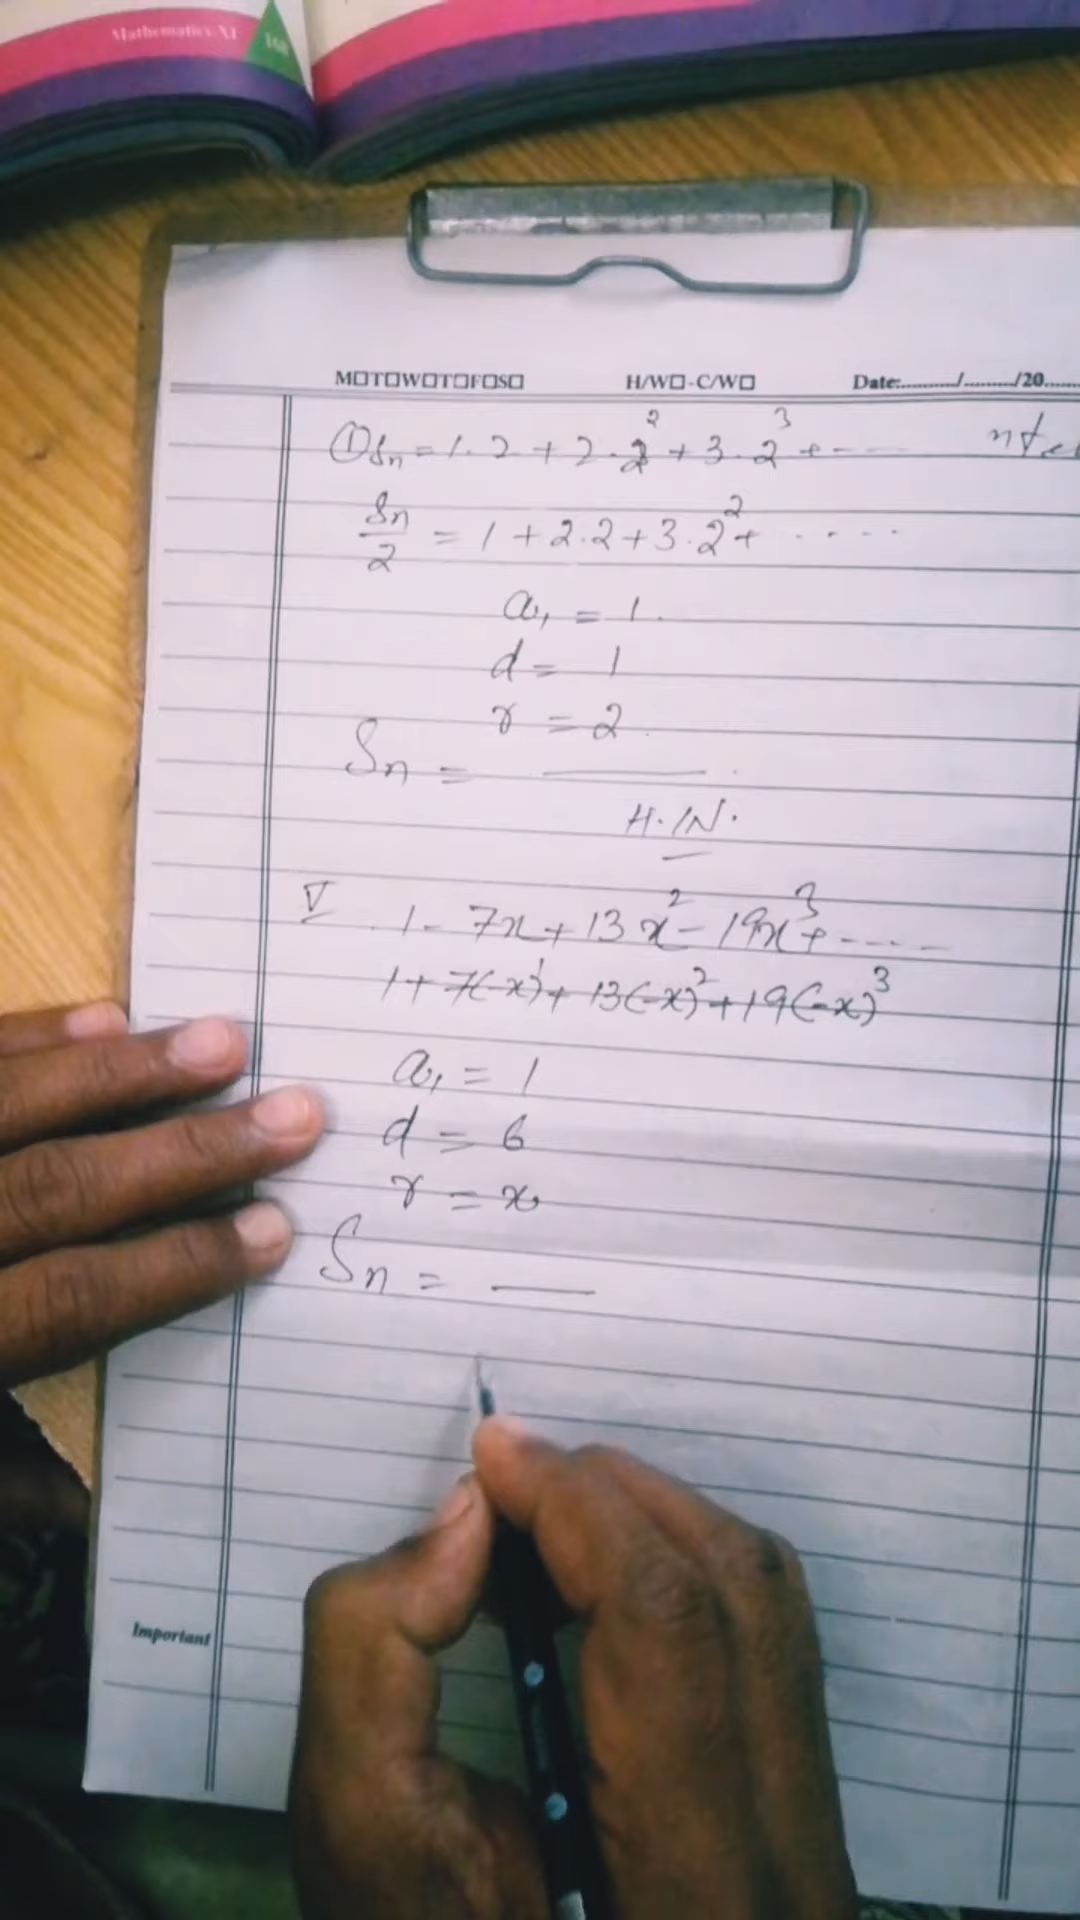 Mathematics XI 168
M□T□W□T□F□S□ H/W□-C/W□ Date:........../........./20......
① Sn = 1.2 + 2.2² + 3.2³ + ---- n
Sn/2 = 1 + 2.2 + 3.2² + ....
a₁ = 1.
d = 1
r = 2
Sn = ———
H.W.
V 1 - 7x + 13x² - 19x³ + ----
1 + 7(-x)¹ + 13(-x)² + 19(-x)³
a₁ = 1
d = 6
r = x
Sn = ——
Important